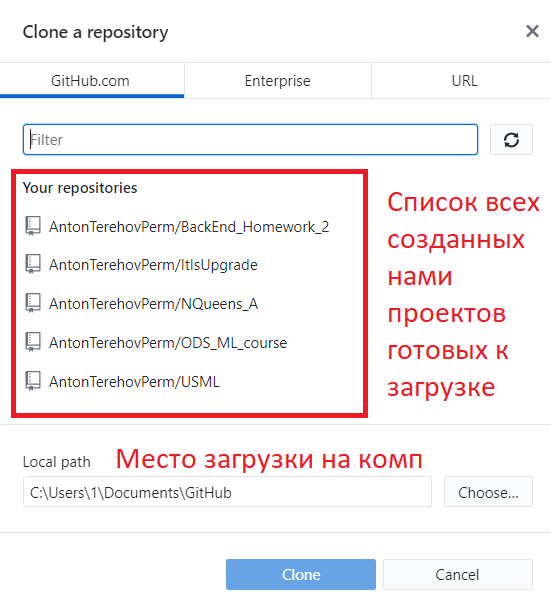 Clone a repository
GitHub.com
Enterprise
URL
Filter
Your repositories
AntonTerehovPerm/BackEnd_Homework_2
AntonTerehovPerm/ItIsUpgrade
AntonTerehovPerm/NQueens_A
AntonTerehovPerm/ODS_ML_course
AntonTerehovPerm/USML
Список всех
созданных
нами
проектов
готовых к
загрузке
Local path
Место загрузки на комп
C:\Users\1\Documents\GitHub
Choose...
Clone
Cancel